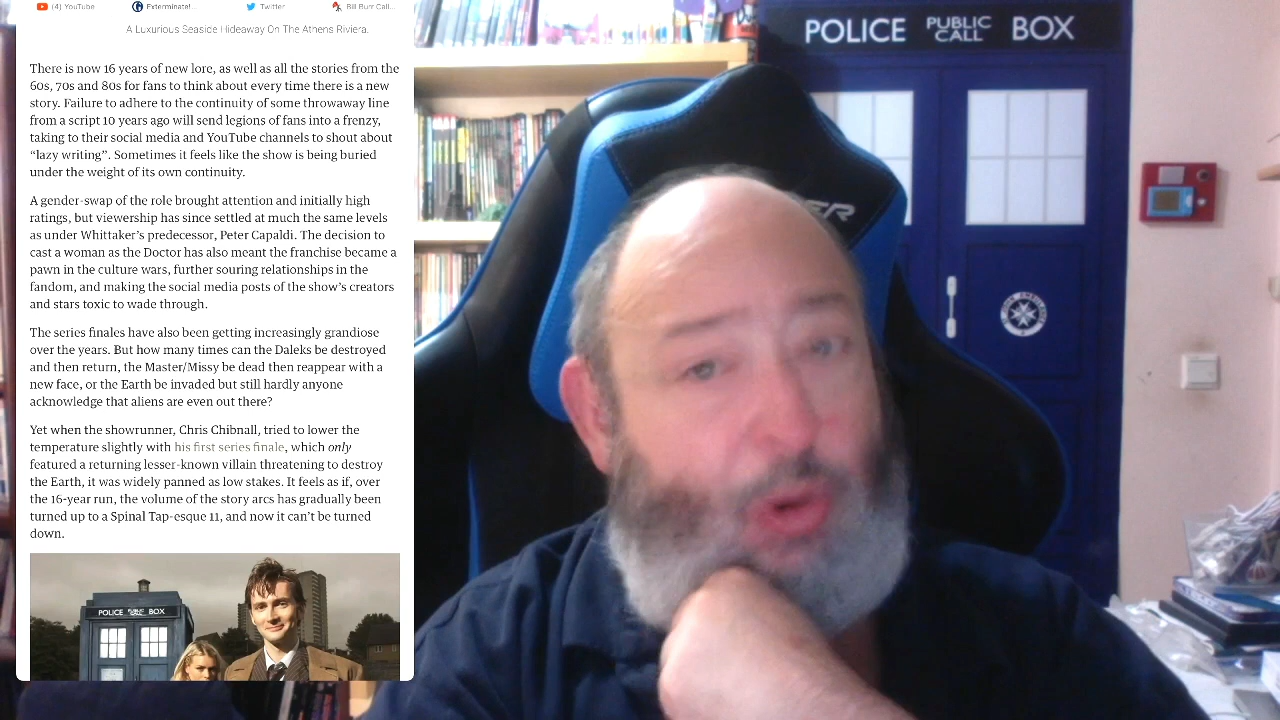 (4) YouTube
Exterminate!...
Twitter
Bill Burr Call...
A Luxurious Seaside Hideaway On The Athens Riviera.
There is now 16 years of new lore, as well as all the stories from the
60s, 70s and 80s for fans to think about every time there is a new
story. Failure to adhere to the continuity of some throwaway line
from a script 10 years ago will send legions of fans into a frenzy,
taking to their social media and YouTube channels to shout about
“lazy writing”. Sometimes it feels like the show is being buried
under the weight of its own continuity.
A gender-swap of the role brought attention and initially high
ratings, but viewership has since settled at much the same levels
as under Whittaker’s predecessor, Peter Capaldi. The decision to
cast a woman as the Doctor has also meant the franchise became a
pawn in the culture wars, further souring relationships in the
fandom, and making the social media posts of the show’s creators
and stars toxic to wade through.
The series finales have also been getting increasingly grandiose
over the years. But how many times can the Daleks be destroyed
and then return, the Master/Missy be dead then reappear with a
new face, or the Earth be invaded but still hardly anyone
acknowledge that aliens are even out there?
Yet when the showrunner, Chris Chibnall, tried to lower the
temperature slightly with his first series finale, which only
featured a returning lesser-known villain threatening to destroy
the Earth, it was widely panned as low stakes. It feels as if, over
the 16-year run, the volume of the story arcs has gradually been
turned up to a Spinal Tap-esque 11, and now it can’t be turned
down.
POLICE BOX
POLICE PUBLIC CALL BOX
ER